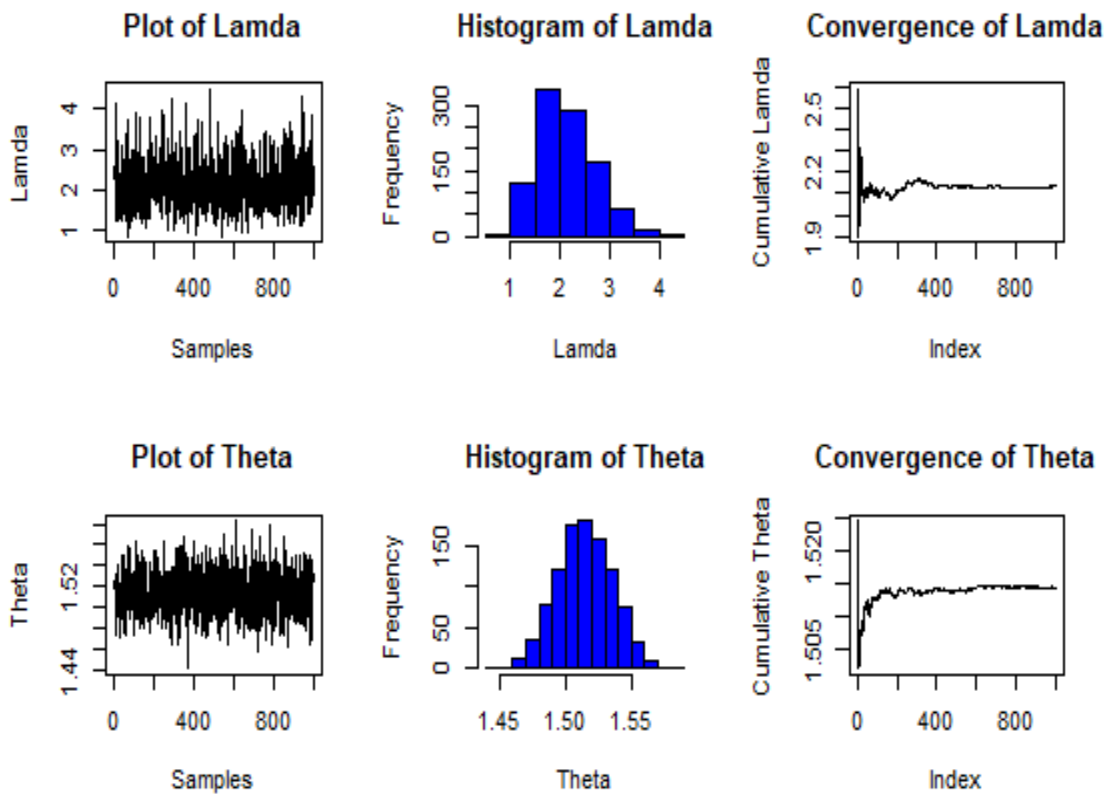 Plot of Lamda
Lamda
4
3
2
1
0
400
800
Samples
Histogram of Lamda
Frequency
300
150
0
1
2
3
4
Lamda
Convergence of Lamda
Cumulative Lamda
2.5
2.2
1.9
0
400
800
Index
Plot of Theta
Theta
1.52
1.44
0
400
800
Samples
Histogram of Theta
Frequency
150
50
0
1.45
1.50
1.55
Theta
Convergence of Theta
Cumulative Theta
1.520
1.505
0
400
800
Index